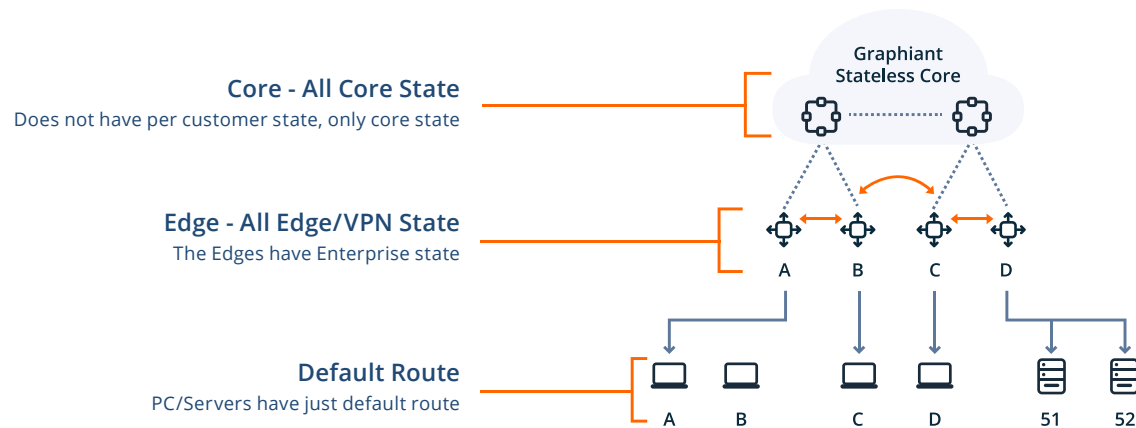 Graphiant
Stateless Core
Core - All Core State
Does not have per customer state, only core state
Edge - All Edge/VPN State
The Edges have Enterprise state
A B C D
Default Route
PC/Servers have just default route
A B C D 51 52